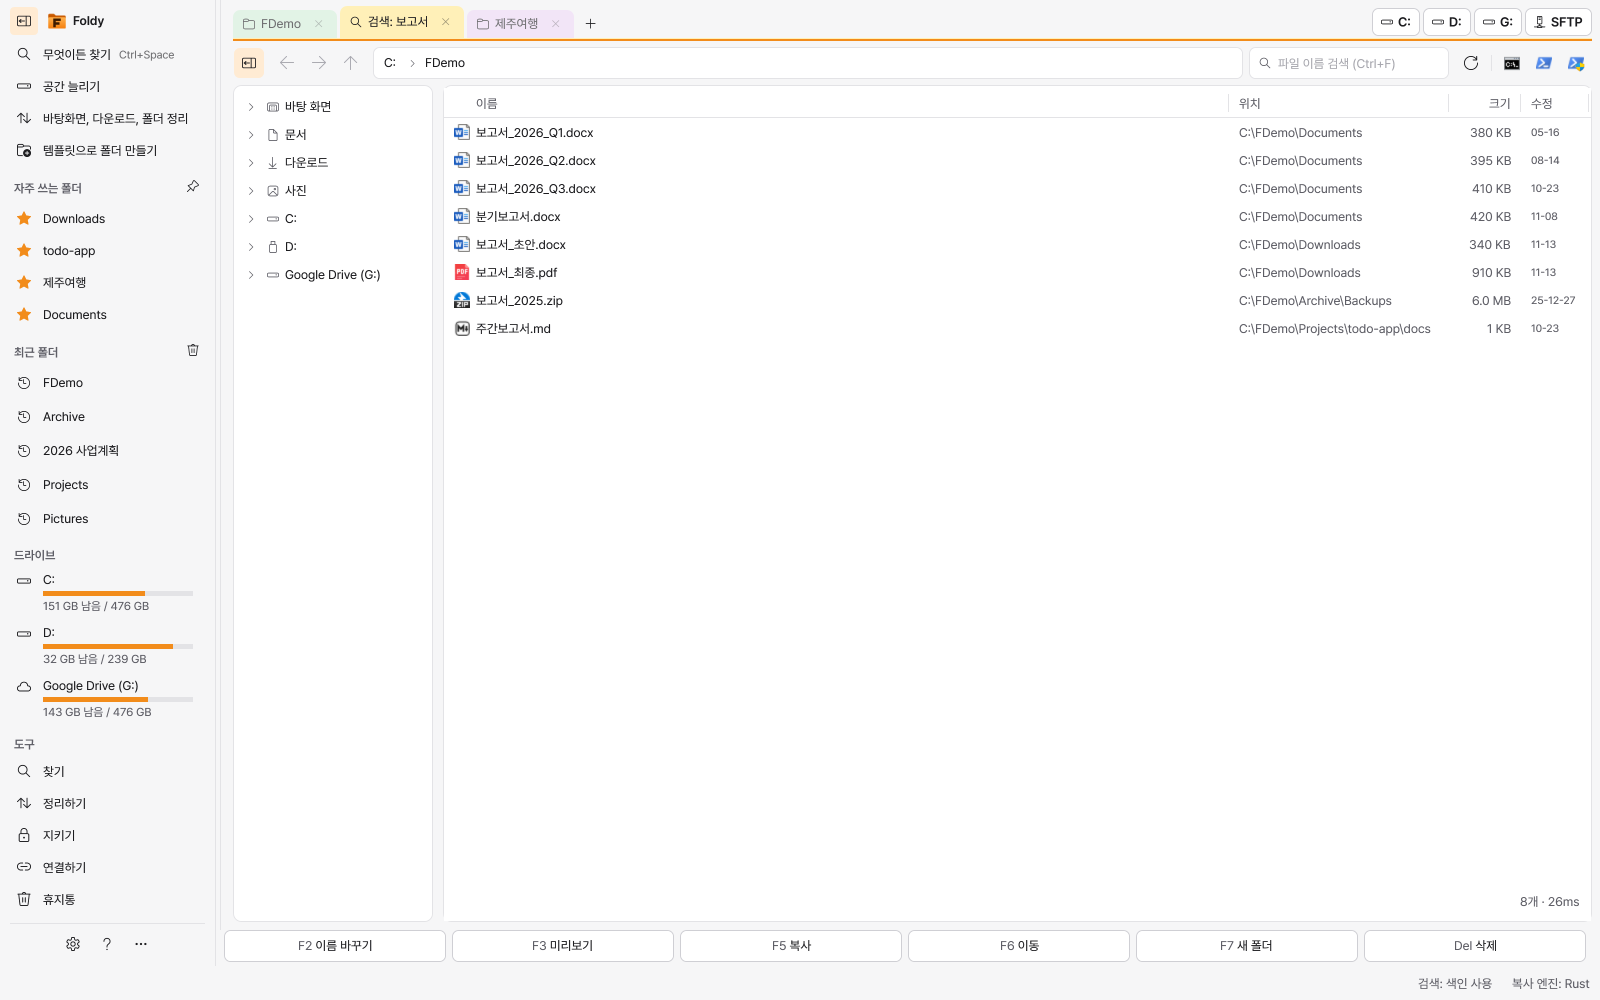 Foldy
무엇이든 찾기 Ctrl+Space
공간 늘리기
바탕화면, 다운로드, 폴더 정리
템플릿으로 폴더 만들기
자주 쓰는 폴더
Downloads
todo-app
제주여행
Documents
최근 폴더
FDemo
Archive
2026 사업계획
Projects
Pictures
드라이브
C:
151 GB 남음 / 476 GB
D:
32 GB 남음 / 239 GB
Google Drive (G:)
143 GB 남음 / 476 GB
도구
찾기
정리하기
지키기
연결하기
휴지통
FDemo 검색: 보고서 제주여행 C: D: G: SFTP
C: FDemo 파일 이름 검색 (Ctrl+F)
바탕 화면
문서
다운로드
사진
C:
D:
Google Drive (G:)
이름 위치 크기 수정
보고서_2026_Q1.docx C:\FDemo\Documents 380 KB 05-16
보고서_2026_Q2.docx C:\FDemo\Documents 395 KB 08-14
보고서_2026_Q3.docx C:\FDemo\Documents 410 KB 10-23
분기보고서.docx C:\FDemo\Documents 420 KB 11-08
보고서_초안.docx C:\FDemo\Downloads 340 KB 11-13
PDF 보고서_최종.pdf C:\FDemo\Downloads 910 KB 11-13
ZIP 보고서_2025.zip C:\FDemo\Archive\Backups 6.0 MB 25-12-27
주간보고서.md C:\FDemo\Projects\todo-app\docs 1 KB 10-23
8개 · 26ms
F2 이름 바꾸기 F3 미리보기 F5 복사 F6 이동 F7 새 폴더 Del 삭제
검색: 색인 사용 복사 엔진: Rust